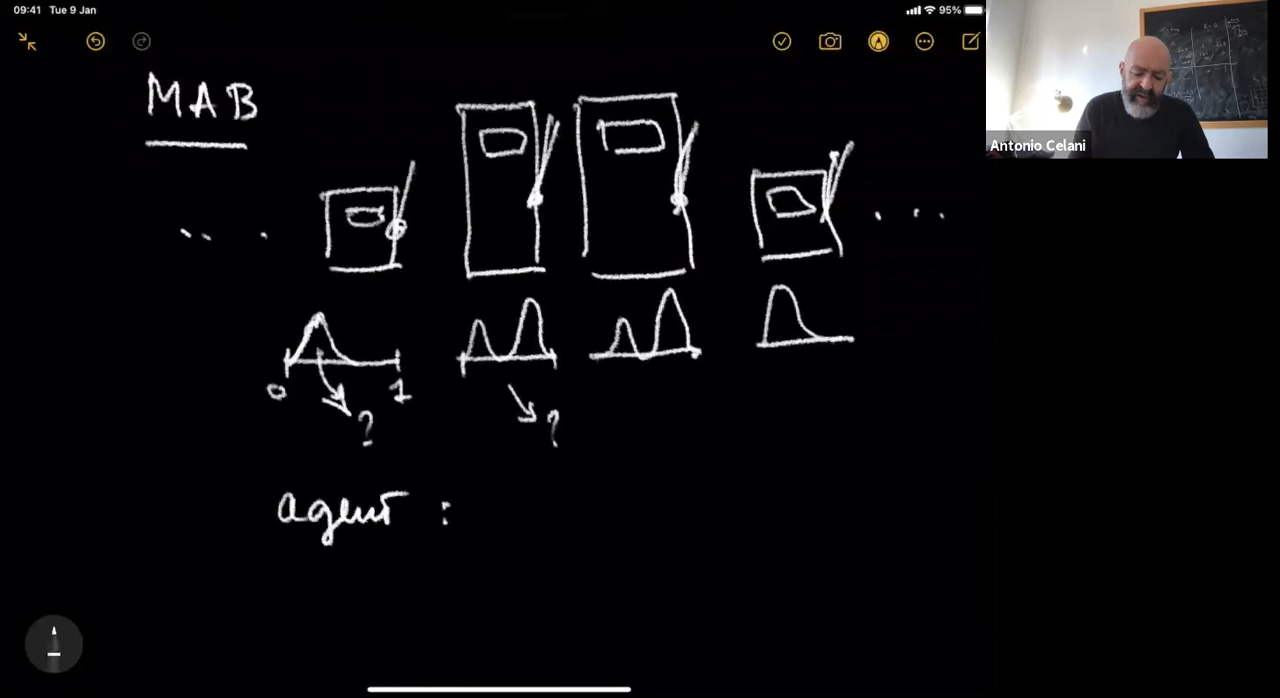 09:41 Tue 9 Jan
95%
MAB
0 1
? ?
agent :
Antonio Celani